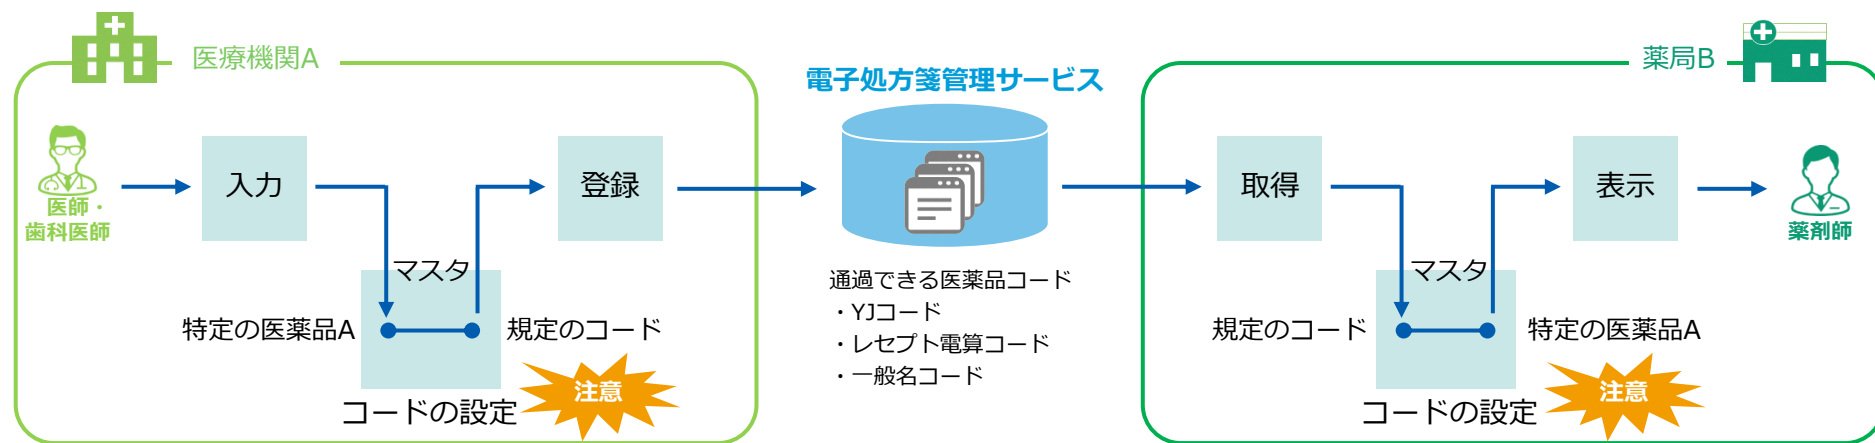 医療機関A
医師・
歯科医師
入力
登録
マスタ
特定の医薬品A
規定のコード
コードの設定
注意
電子処方箋管理サービス
通過できる医薬品コード
・YJコード
・レセプト電算コード
・一般名コード
薬局B
取得
表示
薬剤師
マスタ
規定のコード
特定の医薬品A
コードの設定
注意